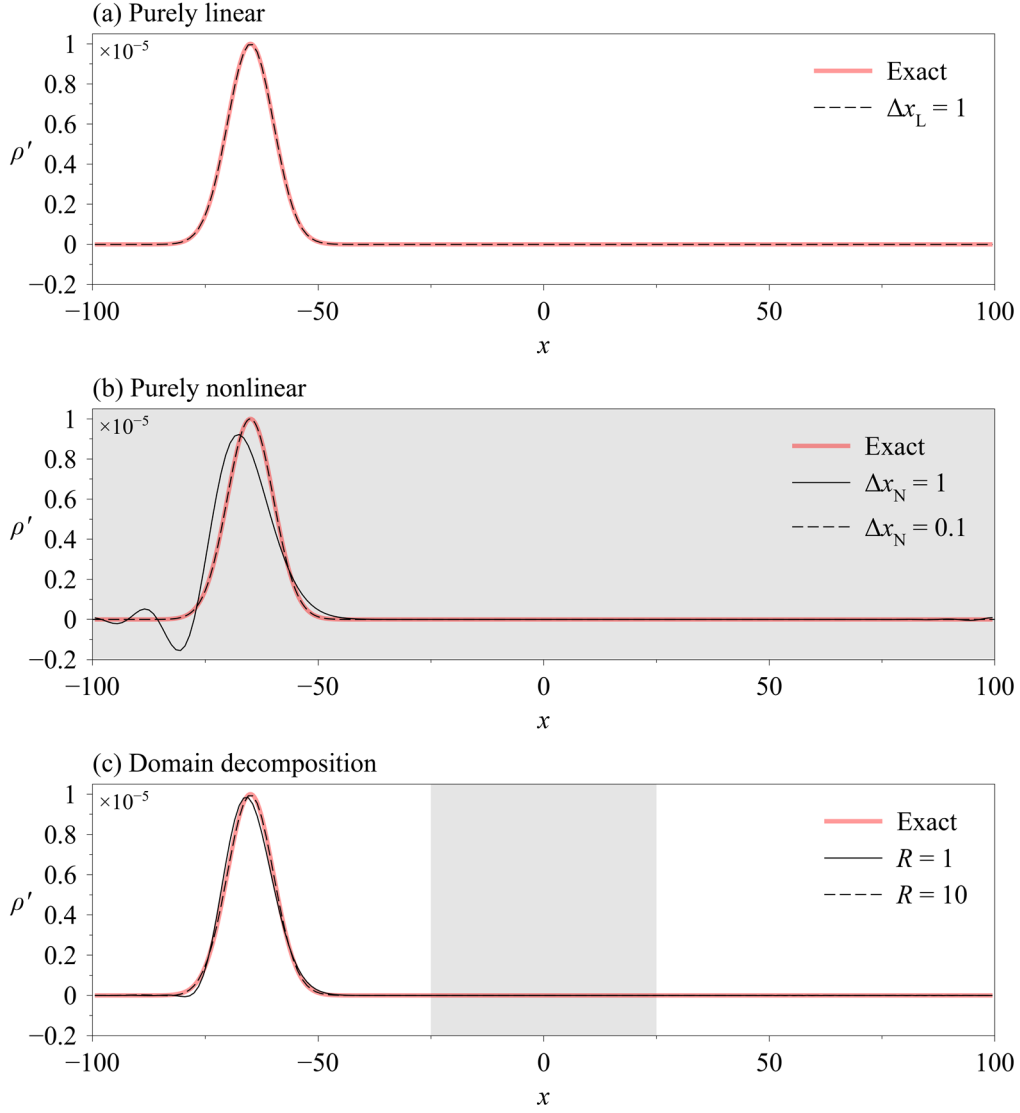 (a) Purely linear
×10⁻⁵
1
0.8
0.6
0.4
0.2
0
−0.2
ρ′
−100
−50
0
50
100
x
Exact
Δx_L = 1
(b) Purely nonlinear
×10⁻⁵
1
0.8
0.6
0.4
0.2
0
−0.2
ρ′
−100
−50
0
50
100
x
Exact
Δx_N = 1
Δx_N = 0.1
(c) Domain decomposition
×10⁻⁵
1
0.8
0.6
0.4
0.2
0
−0.2
ρ′
−100
−50
0
50
100
x
Exact
R = 1
R = 10